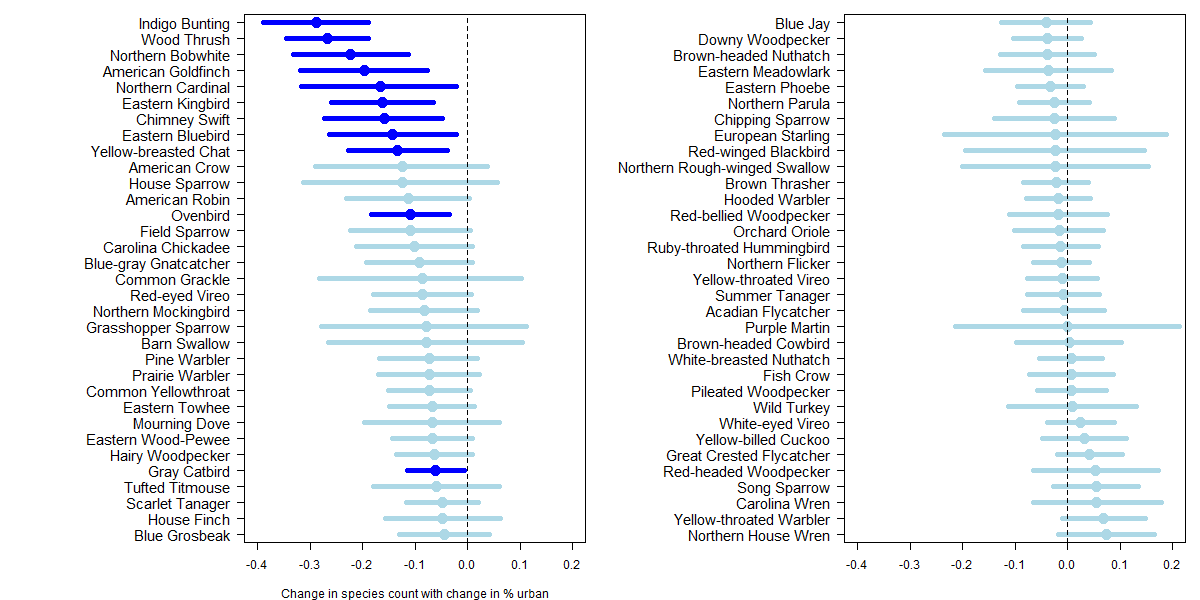 Indigo Bunting
Wood Thrush
Northern Bobwhite
American Goldfinch
Northern Cardinal
Eastern Kingbird
Chimney Swift
Eastern Bluebird
Yellow-breasted Chat
American Crow
House Sparrow
American Robin
Ovenbird
Field Sparrow
Carolina Chickadee
Blue-gray Gnatcatcher
Common Grackle
Red-eyed Vireo
Northern Mockingbird
Grasshopper Sparrow
Barn Swallow
Pine Warbler
Prairie Warbler
Common Yellowthroat
Eastern Towhee
Mourning Dove
Eastern Wood-Pewee
Hairy Woodpecker
Gray Catbird
Tufted Titmouse
Scarlet Tanager
House Finch
Blue Grosbeak
-0.4 -0.3 -0.2 -0.1 0.0 0.1 0.2
Change in species count with change in % urban
Blue Jay
Downy Woodpecker
Brown-headed Nuthatch
Eastern Meadowlark
Eastern Phoebe
Northern Parula
Chipping Sparrow
European Starling
Red-winged Blackbird
Northern Rough-winged Swallow
Brown Thrasher
Hooded Warbler
Red-bellied Woodpecker
Orchard Oriole
Ruby-throated Hummingbird
Northern Flicker
Yellow-throated Vireo
Summer Tanager
Acadian Flycatcher
Purple Martin
Brown-headed Cowbird
White-breasted Nuthatch
Fish Crow
Pileated Woodpecker
Wild Turkey
White-eyed Vireo
Yellow-billed Cuckoo
Great Crested Flycatcher
Red-headed Woodpecker
Song Sparrow
Carolina Wren
Yellow-throated Warbler
Northern House Wren
-0.4 -0.3 -0.2 -0.1 0.0 0.1 0.2